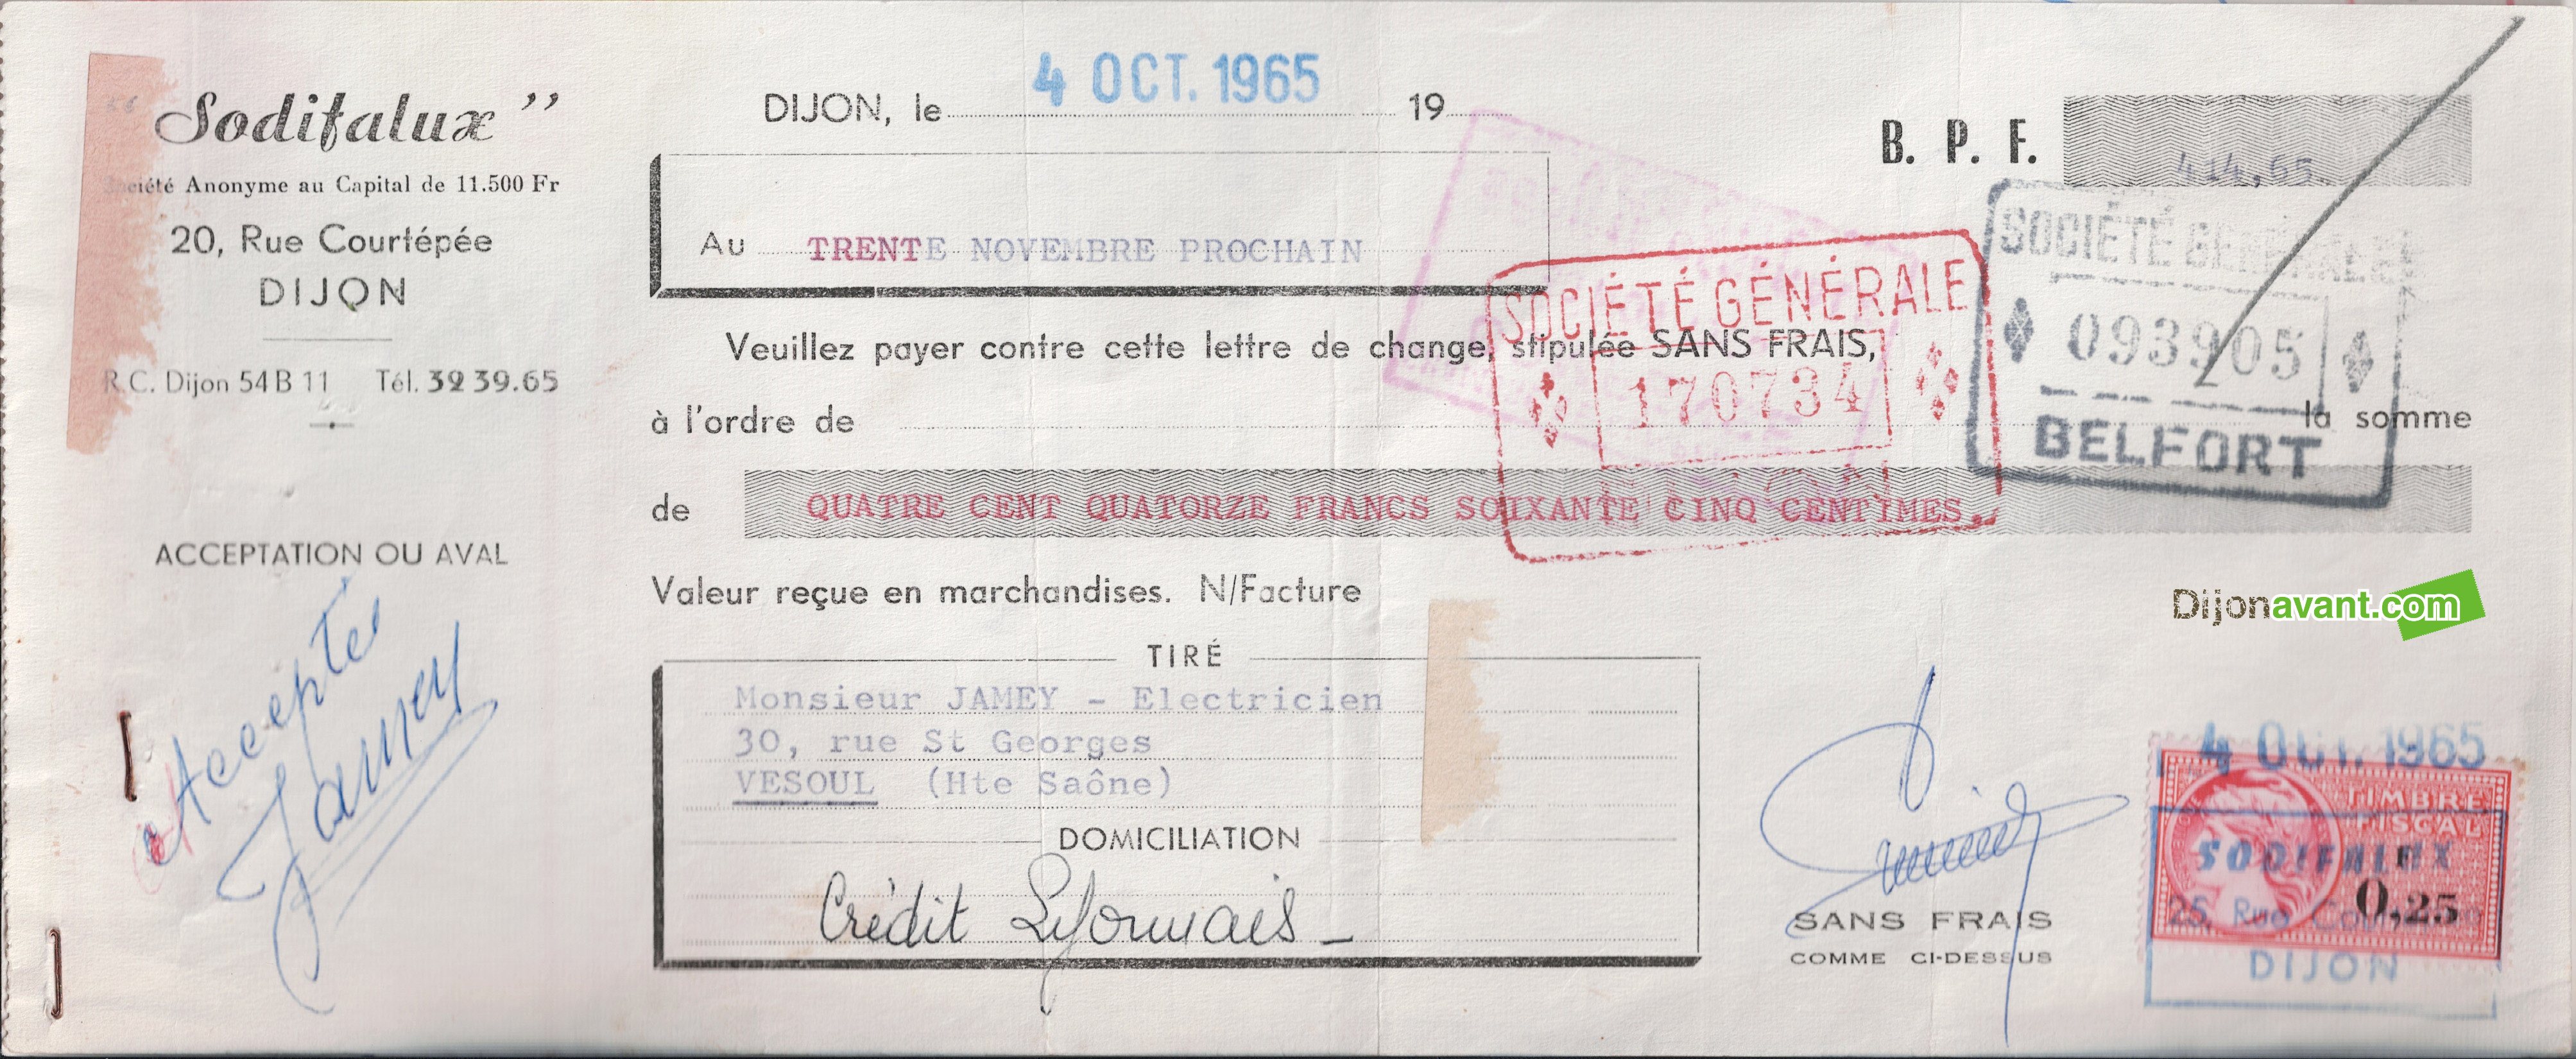 "Sodifalux"
Société Anonyme au Capital de 11.500 Fr
20, Rue Courtépée
DIJON
R.C. Dijon 54 B 11 Tél. 32 39.65
ACCEPTATION OU AVAL
Accepté
Jamey
DIJON, le 4 OCT. 1965 19
B. P. F. 414,65
Au TRENTE NOVEMBRE PROCHAIN
SOCIÉTÉ GÉNÉRALE
170734
SOCIÉTÉ GÉNÉRALE
093905
BELFORT
Veuillez payer contre cette lettre de change, stipulée SANS FRAIS,
à l'ordre de la somme
de QUATRE CENT QUATORZE FRANCS SOIXANTE CINQ CENTIMES.
Valeur reçue en marchandises. N/Facture
Dijonavant.com
TIRÉ
Monsieur JAMEY - Electricien
30, rue St Georges
VESOUL (Hte Saône)
DOMICILIATION
Crédit Lyonnais -
SANS FRAIS
COMME CI-DESSUS
4 OCT. 1965
TIMBRE
FISCAL
SODIFALUX
0,25
25, Rue
DIJON